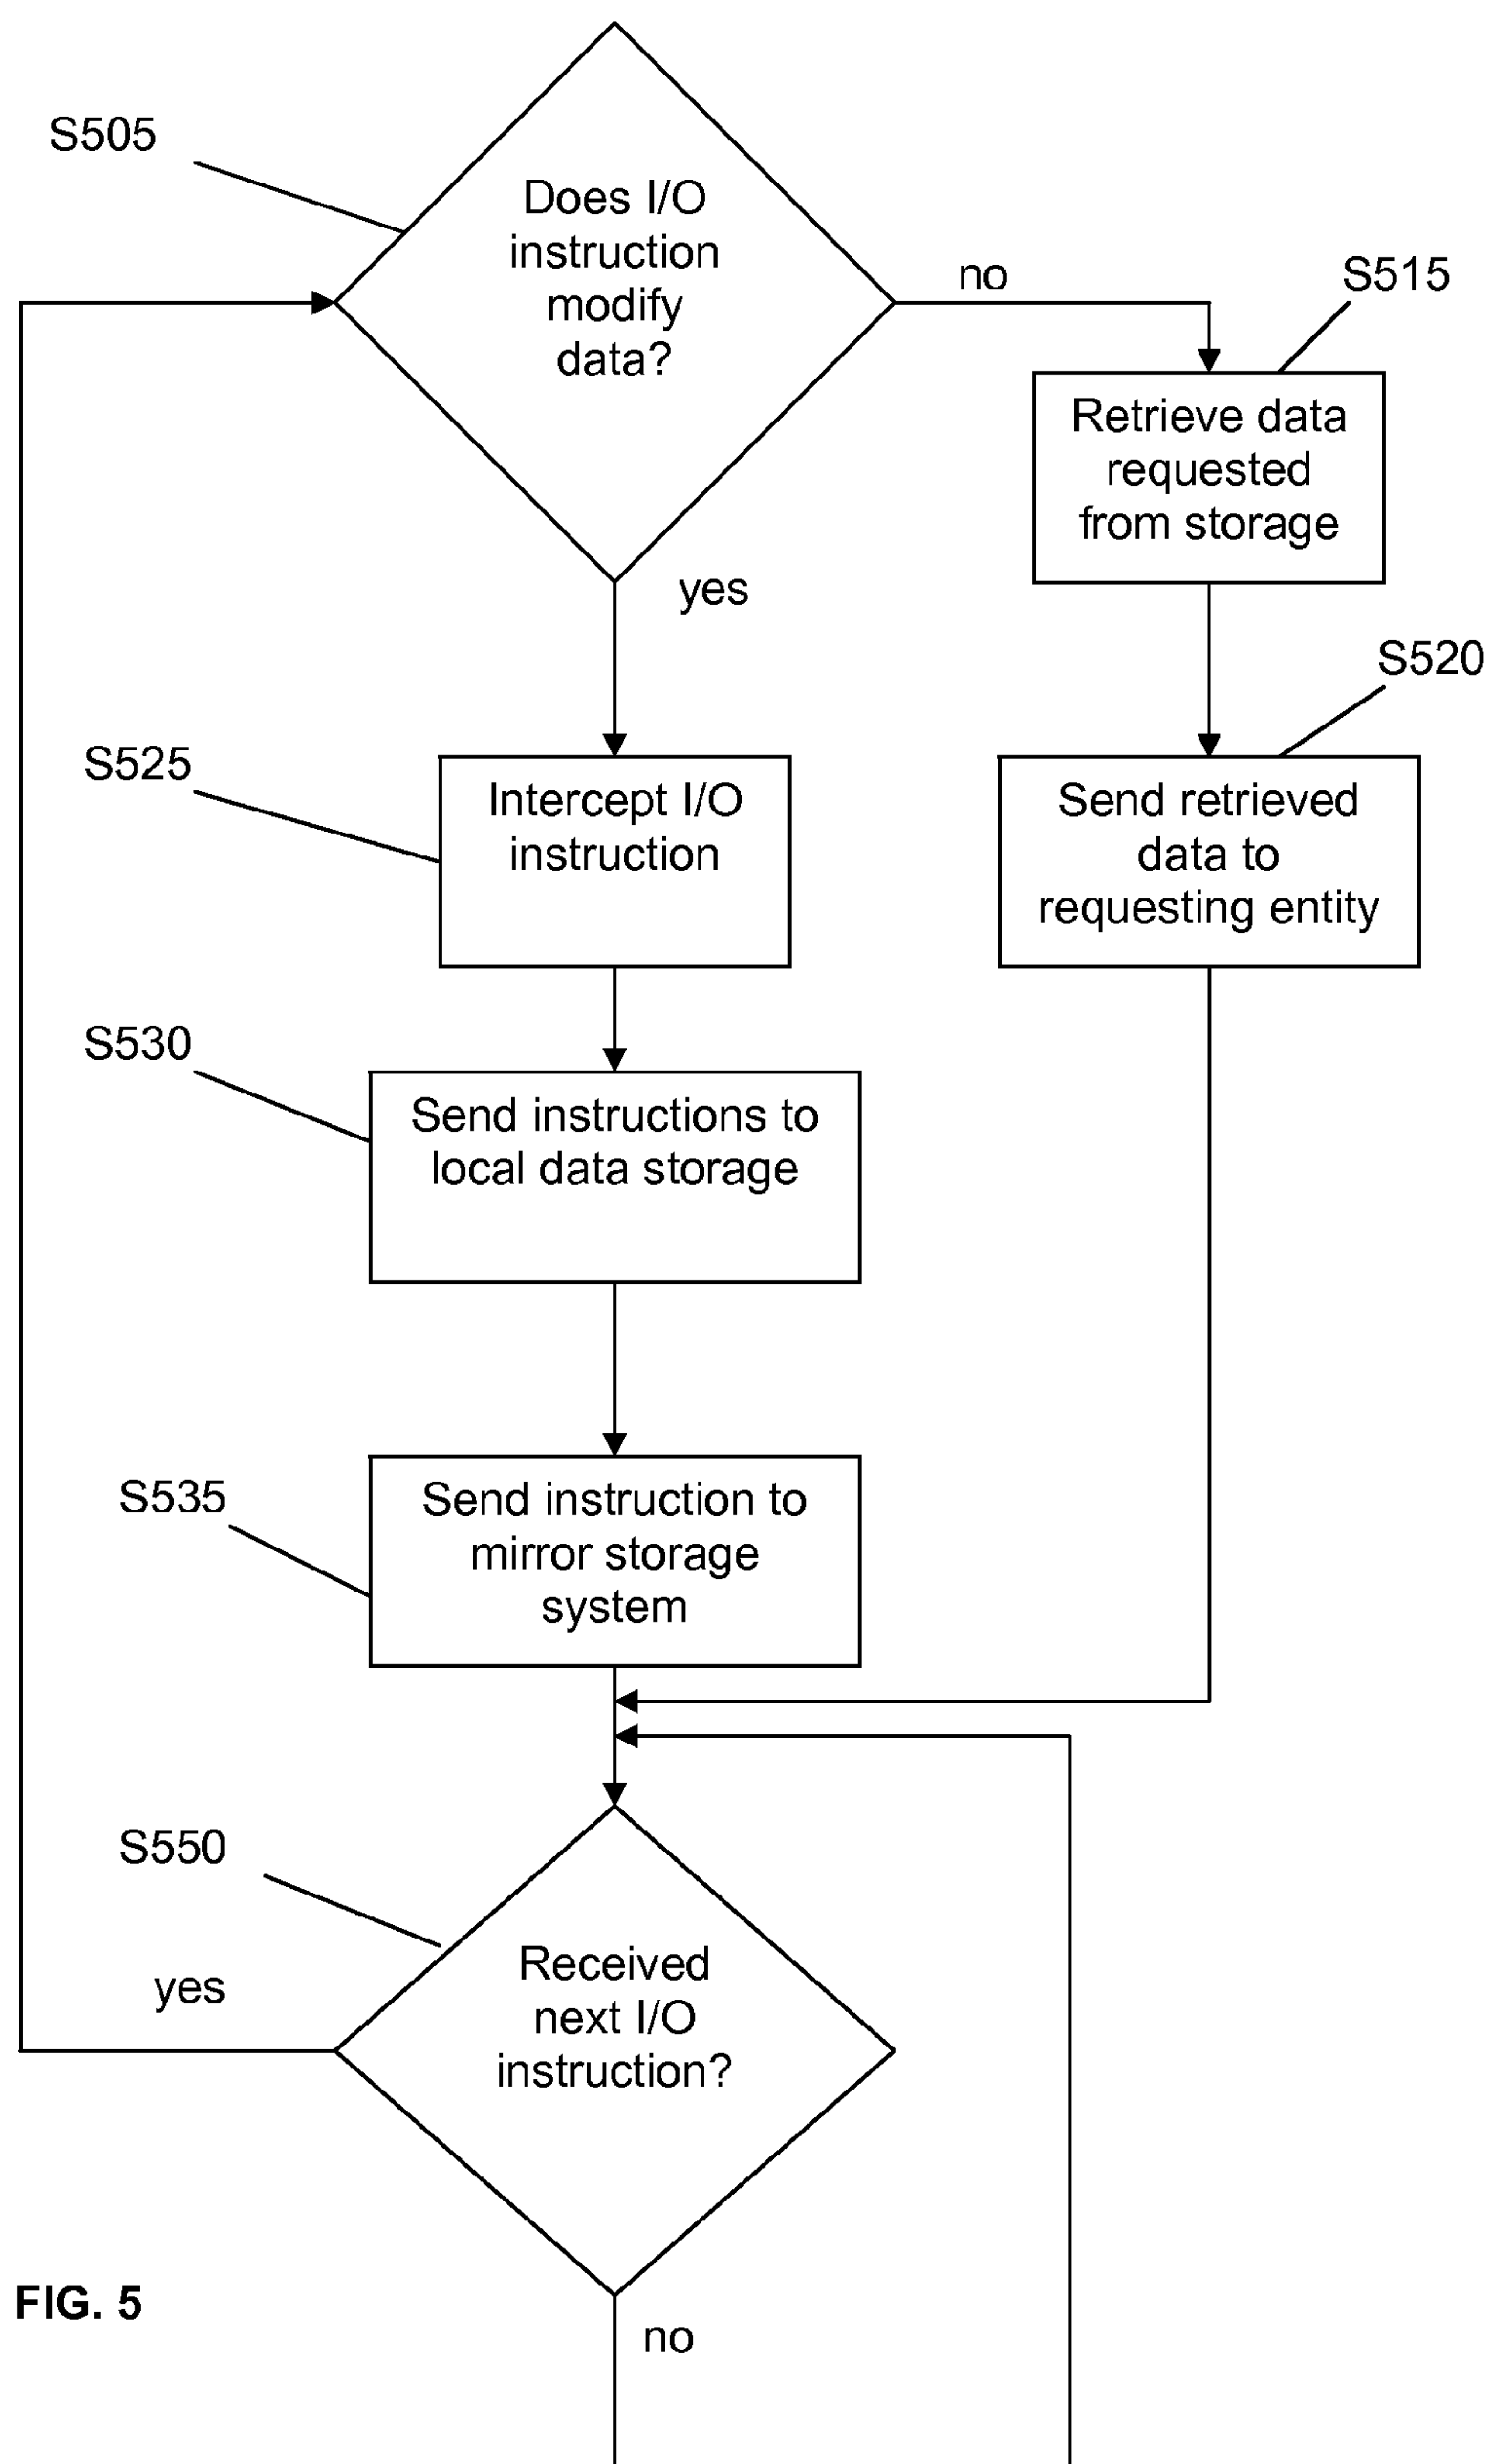 S505
Does I/O
instruction
modify
data?
no
S515
Retrieve data
requested
from storage
yes
S520
S525
Intercept I/O
instruction
Send retrieved
data to
requesting entity
S530
Send instructions to
local data storage
S535
Send instruction to
mirror storage
system
S550
Received
next I/O
instruction?
yes
FIG. 5
no